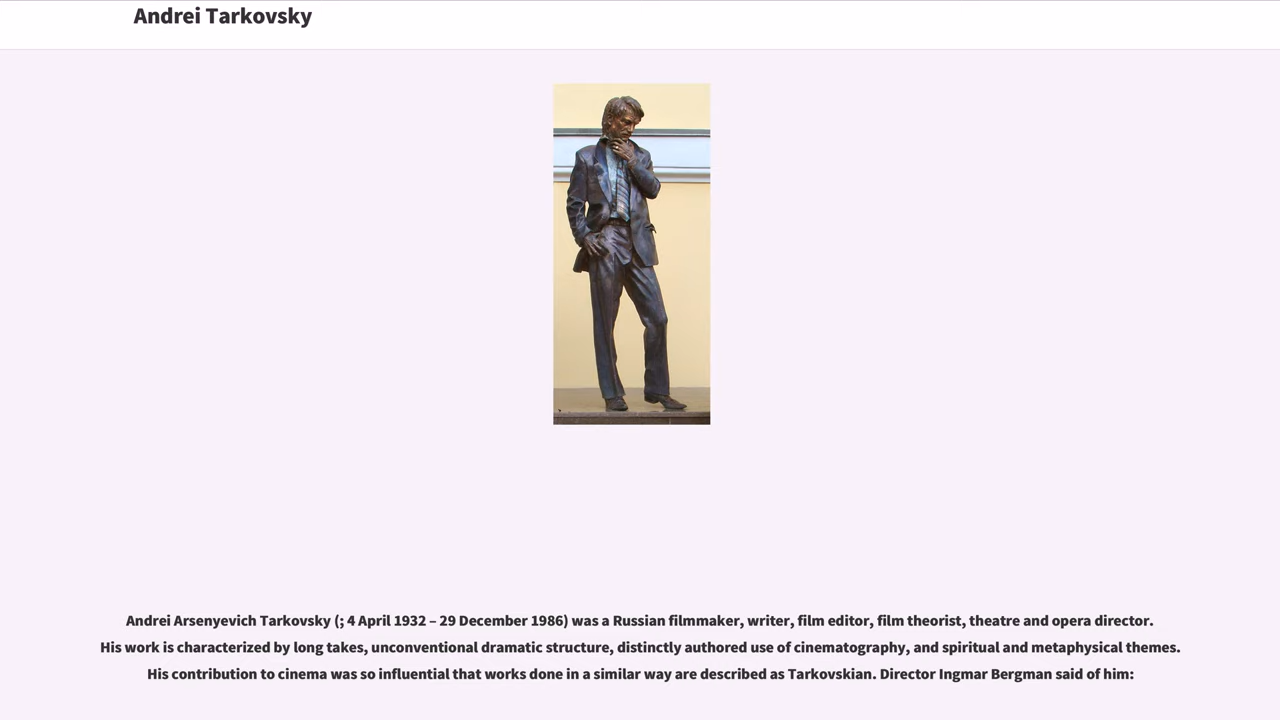 Andrei Tarkovsky
Andrei Arsenyevich Tarkovsky (; 4 April 1932 – 29 December 1986) was a Russian filmmaker, writer, film editor, film theorist, theatre and opera director.
His work is characterized by long takes, unconventional dramatic structure, distinctly authored use of cinematography, and spiritual and metaphysical themes.
His contribution to cinema was so influential that works done in a similar way are described as Tarkovskian. Director Ingmar Bergman said of him: